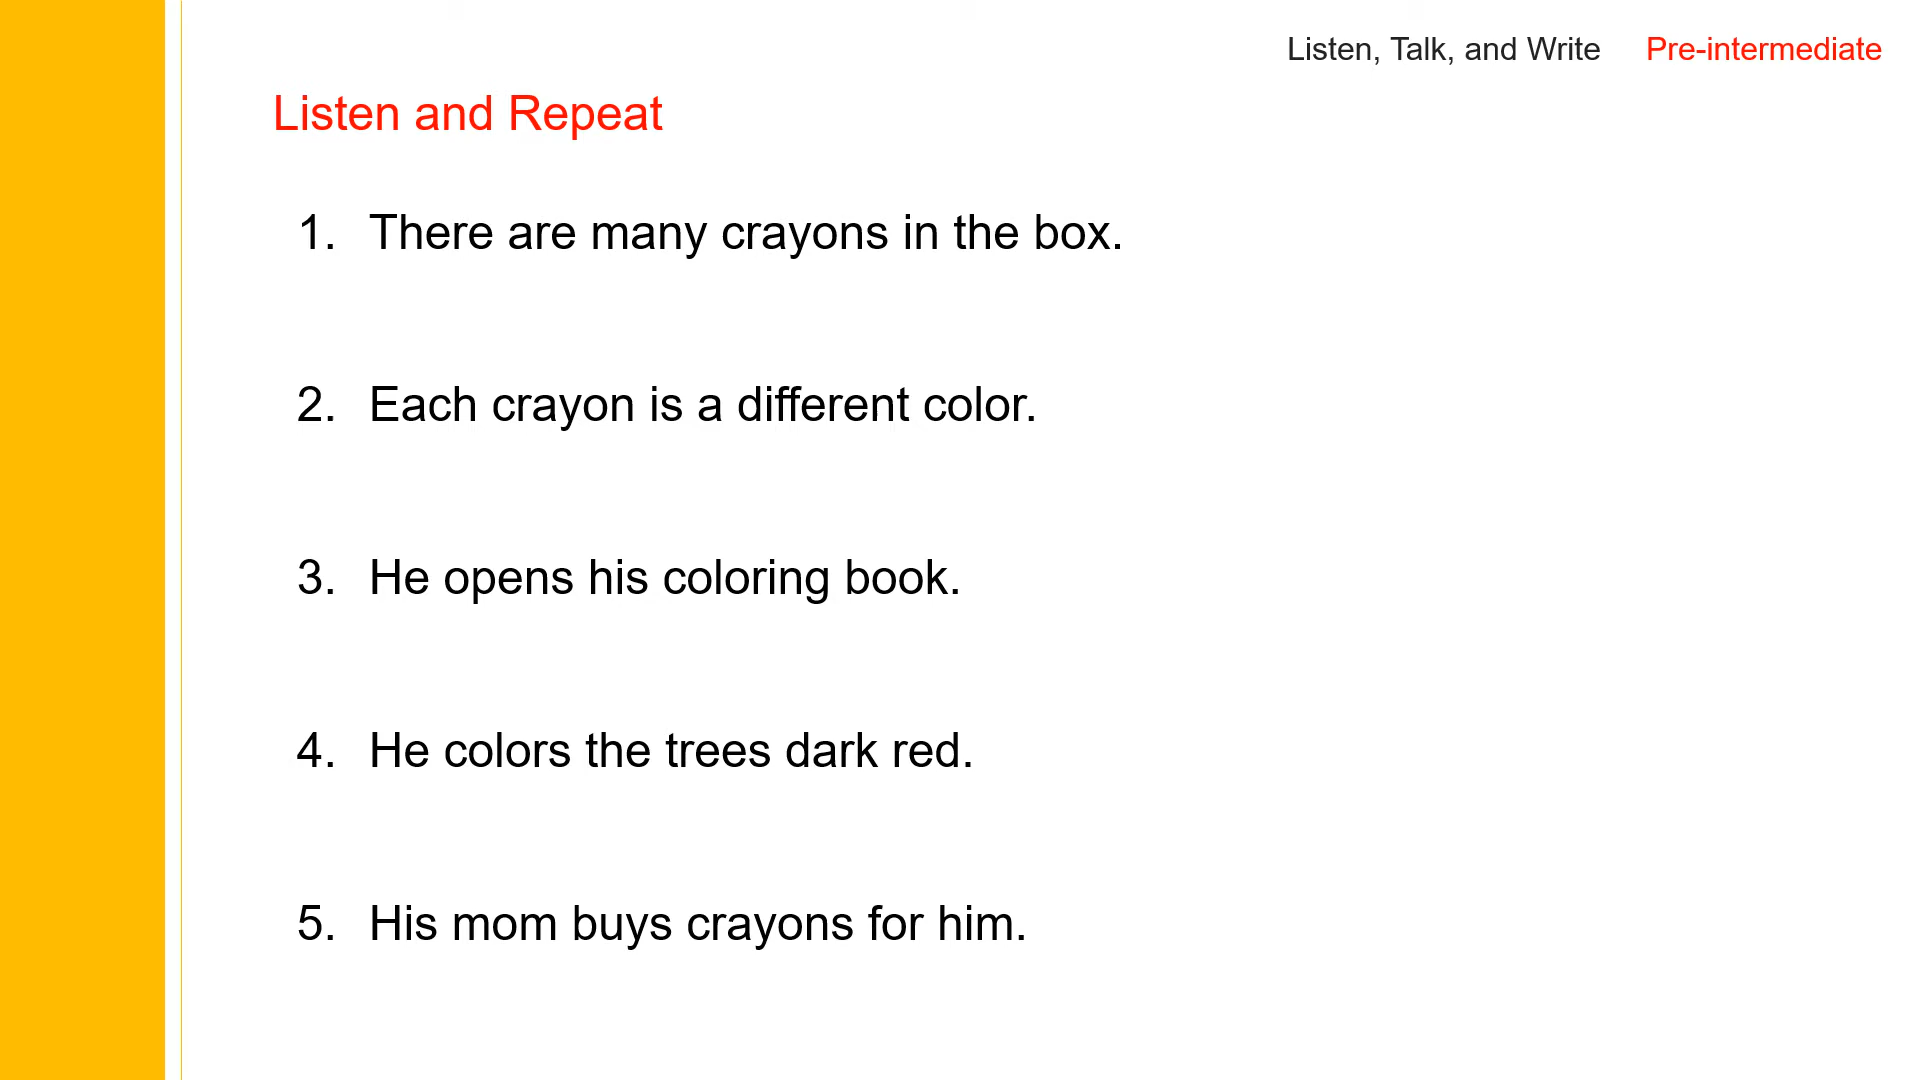 Listen, Talk, and Write Pre-intermediate
Listen and Repeat
1. There are many crayons in the box.
2. Each crayon is a different color.
3. He opens his coloring book.
4. He colors the trees dark red.
5. His mom buys crayons for him.